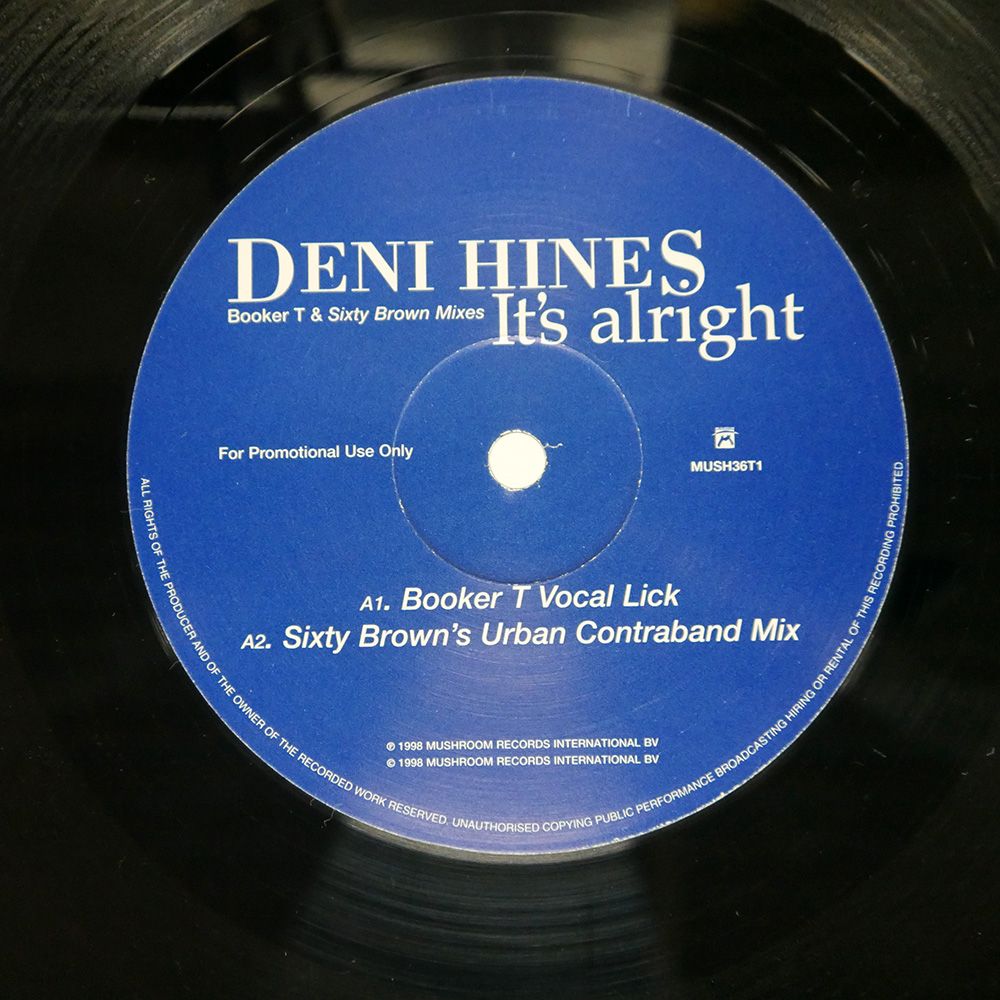 DENI HINES
Booker T & Sixty Brown Mixes
It's alright
For Promotional Use Only
MUSH36T1
A1. Booker T Vocal Lick
A2. Sixty Brown's Urban Contraband Mix
℗ 1998 MUSHROOM RECORDS INTERNATIONAL BV
© 1998 MUSHROOM RECORDS INTERNATIONAL BV
ALL RIGHTS OF THE PRODUCER AND OF THE OWNER OF THE RECORDED WORK RESERVED. UNAUTHORISED COPYING PUBLIC PERFORMANCE BROADCASTING HIRING OR RENTAL OF THIS RECORDING PROHIBITED.